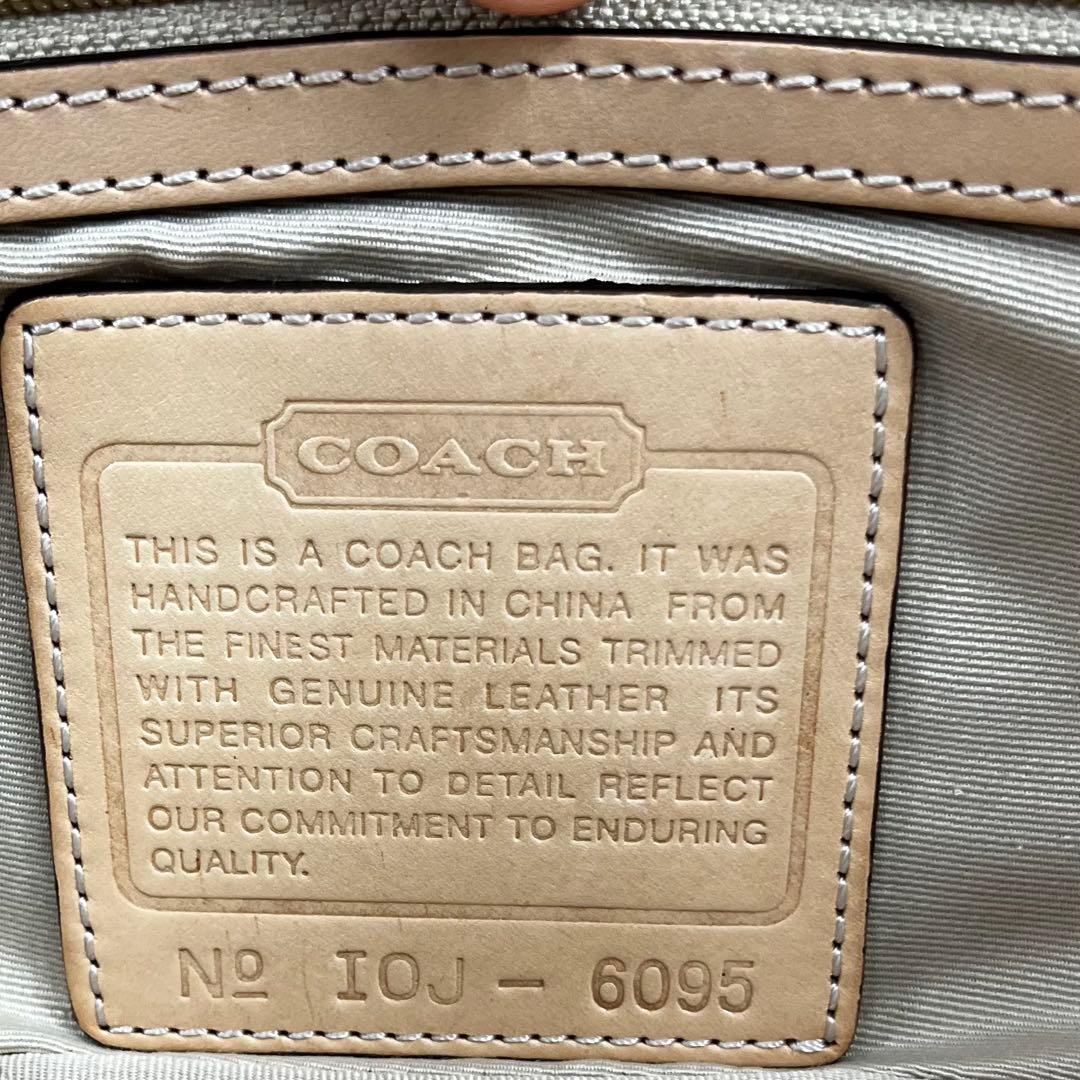 COACH
THIS IS A COACH BAG. IT WAS
HANDCRAFTED IN CHINA FROM
THE FINEST MATERIALS TRIMMED
WITH GENUINE LEATHER ITS
SUPERIOR CRAFTSMANSHIP AND
ATTENTION TO DETAIL REFLECT
OUR COMMITMENT TO ENDURING
QUALITY.
Nº IOJ - 6095